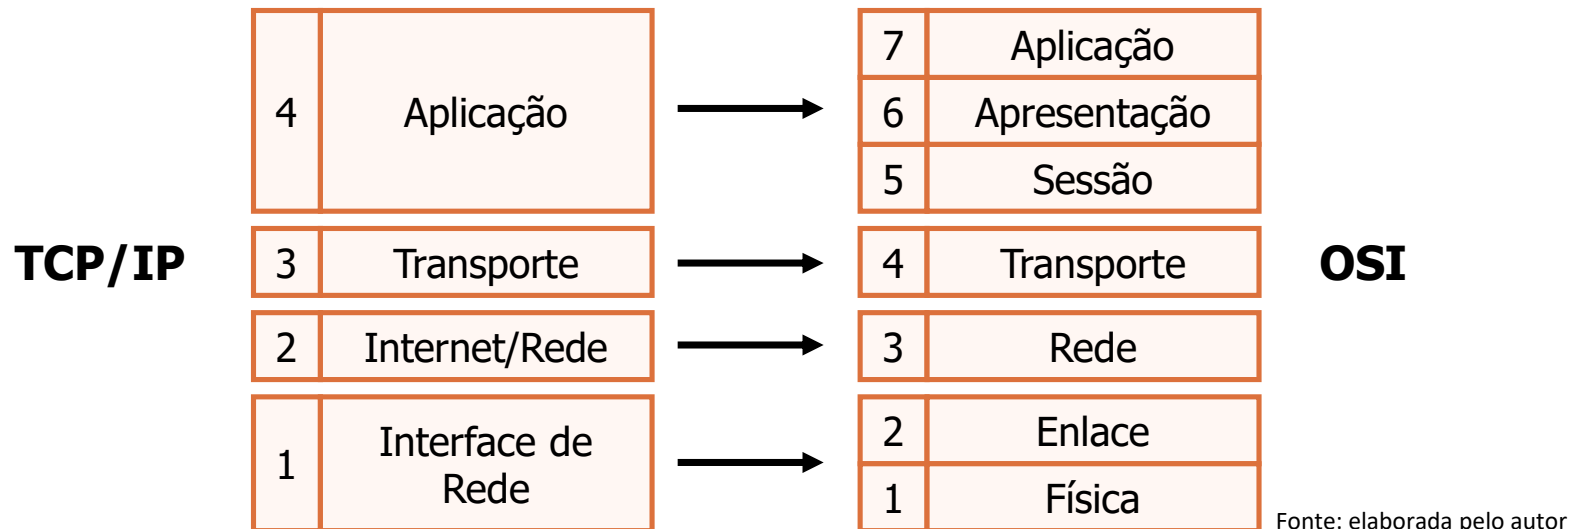 TCP/IP
4 Aplicação
3 Transporte
2 Internet/Rede
1 Interface de
Rede
7 Aplicação
6 Apresentação
5 Sessão
4 Transporte
3 Rede
2 Enlace
1 Física
OSI
Fonte: elaborada pelo autor